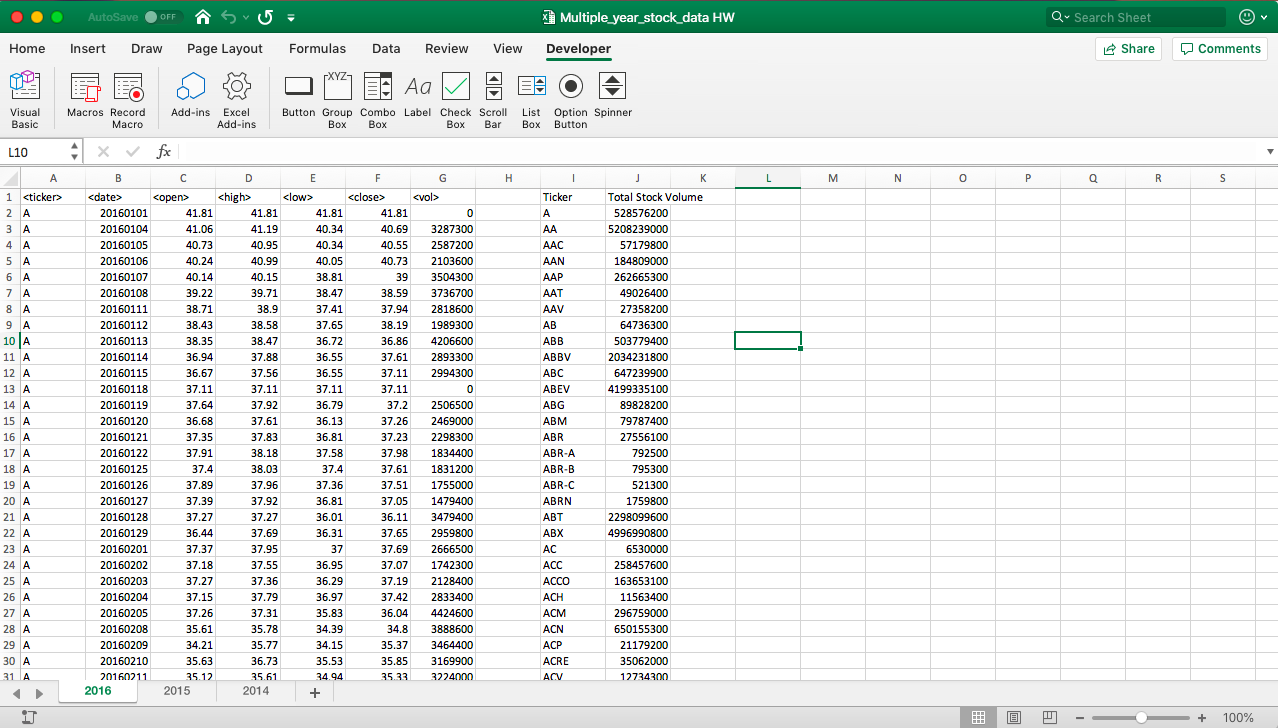 AutoSave OFF Multiple_year_stock_data HW Search Sheet
Home Insert Draw Page Layout Formulas Data Review View Developer Share Comments
Visual Basic Macros Record Macro Add-ins Excel Add-ins Button Group Box Combo Box Label Check Box Scroll Bar List Box Option Button Spinner
XYZ Aa
L10 fx
A B C D E F G H I J K L M N O P Q R S
1 <ticker> <date> <open> <high> <low> <close> <vol> Ticker Total Stock Volume
2 A 20160101 41.81 41.81 41.81 41.81 0 A 528576200
3 A 20160104 41.06 41.19 40.34 40.69 3287300 AA 5208239000
4 A 20160105 40.73 40.95 40.34 40.55 2587200 AAC 57179800
5 A 20160106 40.24 40.99 40.05 40.73 2103600 AAN 184809000
6 A 20160107 40.14 40.15 38.81 39 3504300 AAP 262665300
7 A 20160108 39.22 39.71 38.47 38.59 3736700 AAT 49026400
8 A 20160111 38.71 38.9 37.41 37.94 2818600 AAV 27358200
9 A 20160112 38.43 38.58 37.65 38.19 1989300 AB 64736300
10 A 20160113 38.35 38.47 36.72 36.86 4206600 ABB 503779400
11 A 20160114 36.94 37.88 36.55 37.61 2893300 ABBV 2034231800
12 A 20160115 36.67 37.56 36.55 37.11 2994300 ABC 647239900
13 A 20160118 37.11 37.11 37.11 37.11 0 ABEV 4199335100
14 A 20160119 37.64 37.92 36.79 37.2 2506500 ABG 89828200
15 A 20160120 36.68 37.61 36.13 37.26 2469000 ABM 79787400
16 A 20160121 37.35 37.83 36.81 37.23 2298300 ABR 27556100
17 A 20160122 37.91 38.18 37.58 37.98 1834400 ABR-A 792500
18 A 20160125 37.4 38.03 37.4 37.61 1831200 ABR-B 795300
19 A 20160126 37.89 37.96 37.36 37.51 1755000 ABR-C 521300
20 A 20160127 37.39 37.92 36.81 37.05 1479400 ABRN 1759800
21 A 20160128 37.27 37.27 36.01 36.11 3479400 ABT 2298099600
22 A 20160129 36.44 37.69 36.31 37.65 2959800 ABX 4996990800
23 A 20160201 37.37 37.95 37 37.69 2666500 AC 6530000
24 A 20160202 37.18 37.55 36.95 37.07 1742300 ACC 258457600
25 A 20160203 37.27 37.36 36.29 37.19 2128400 ACCO 163653100
26 A 20160204 37.15 37.79 36.97 37.42 2833400 ACH 11563400
27 A 20160205 37.26 37.31 35.83 36.04 4424600 ACM 296759000
28 A 20160208 35.61 35.78 34.39 34.8 3888600 ACN 650155300
29 A 20160209 34.21 35.77 34.15 35.37 3464400 ACP 21179200
30 A 20160210 35.63 36.73 35.53 35.85 3169900 ACRE 35062000
31 A 20160211 35.12 35.61 34.94 35.33 3224000 ACV 12734300
2016 2015 2014 +
100%